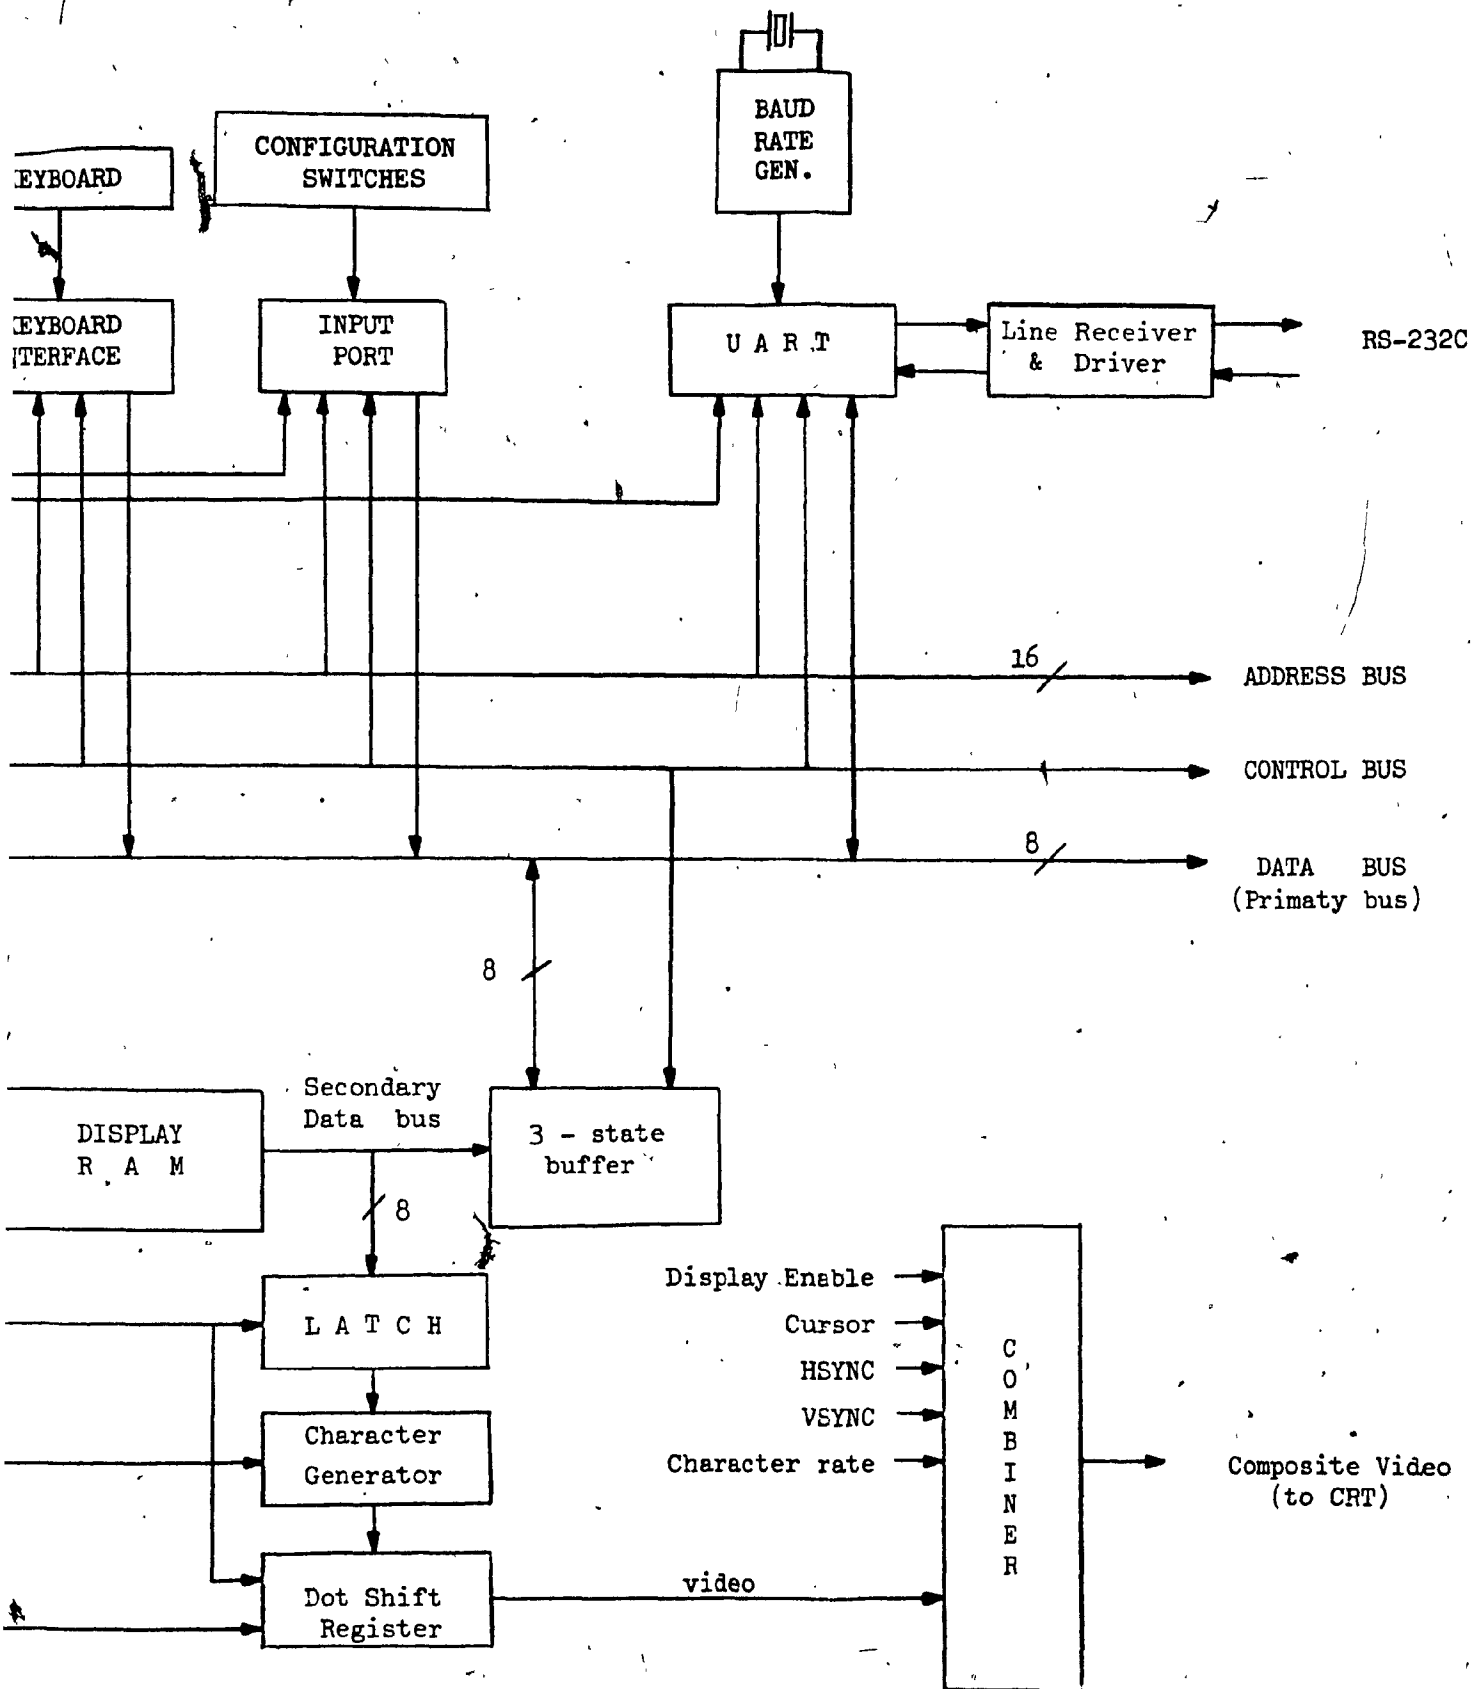 BAUD
RATE
GEN.
CONFIGURATION
SWITCHES
EYBOARD
EYBOARD
TERFACE
INPUT
PORT
U A R T
Line Receiver
& Driver
RS-232C
16
ADDRESS BUS
CONTROL BUS
8
DATA BUS
(Primaty bus)
8
Secondary
Data bus
DISPLAY
R A M
3 - state
buffer
8
L A T C H
Character
Generator
Dot Shift
Register
Display Enable
Cursor
HSYNC
VSYNC
Character rate
video
C
O
M
B
I
N
E
R
Composite Video
(to CRT)